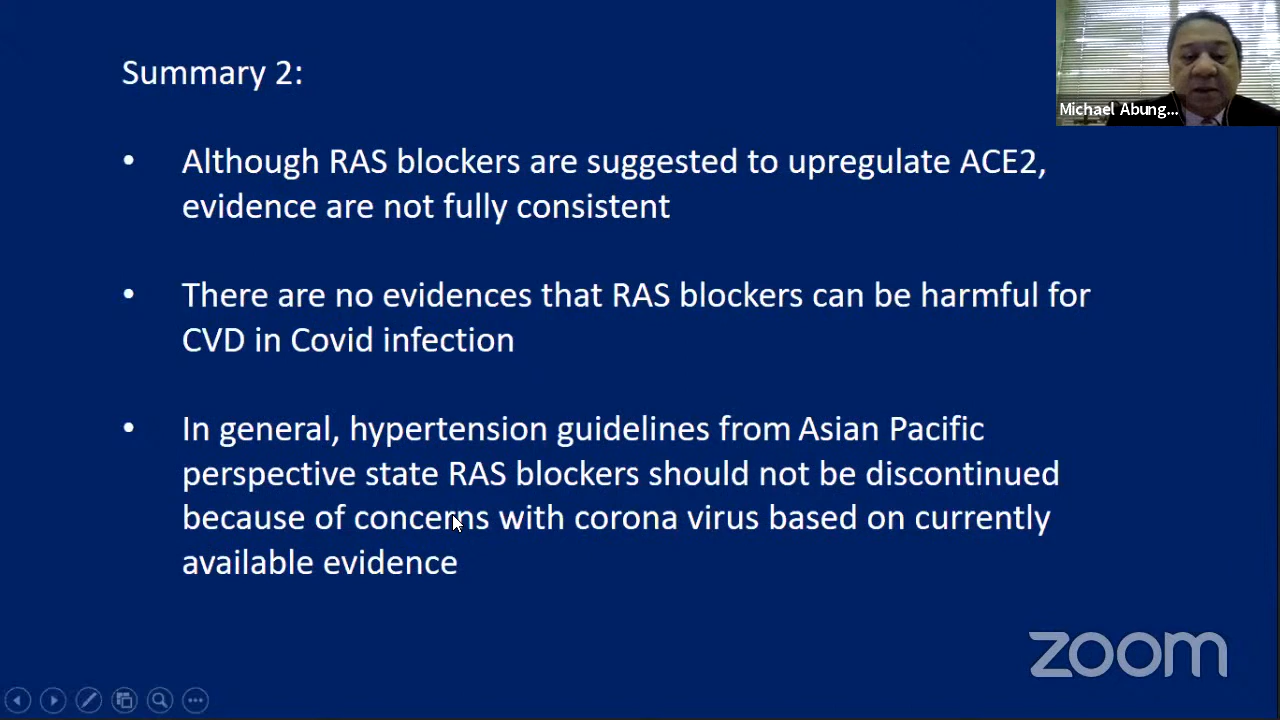 Summary 2:
Michael Abung...
• Although RAS blockers are suggested to upregulate ACE2,
evidence are not fully consistent
• There are no evidences that RAS blockers can be harmful for
CVD in Covid infection
• In general, hypertension guidelines from Asian Pacific
perspective state RAS blockers should not be discontinued
because of concerns with corona virus based on currently
available evidence
zoom